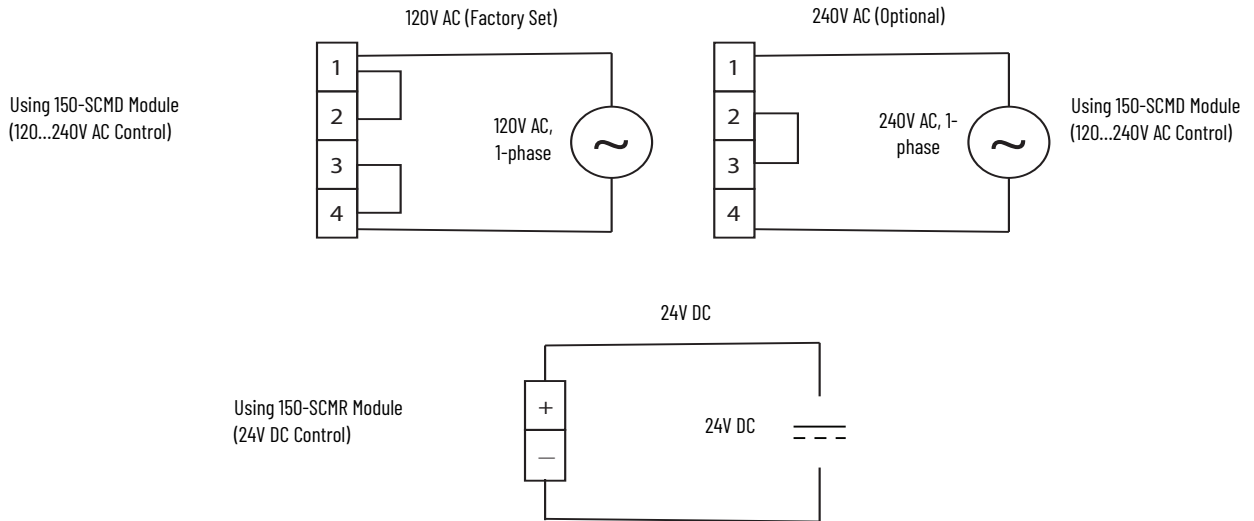 120V AC (Factory Set)
240V AC (Optional)
Using 150-SCMD Module
(120...240V AC Control)
1
2
3
4
120V AC,
1-phase
~
1
2
3
4
240V AC, 1-
phase
~
Using 150-SCMD Module
(120...240V AC Control)
24V DC
Using 150-SCMR Module
(24V DC Control)
+
—
24V DC